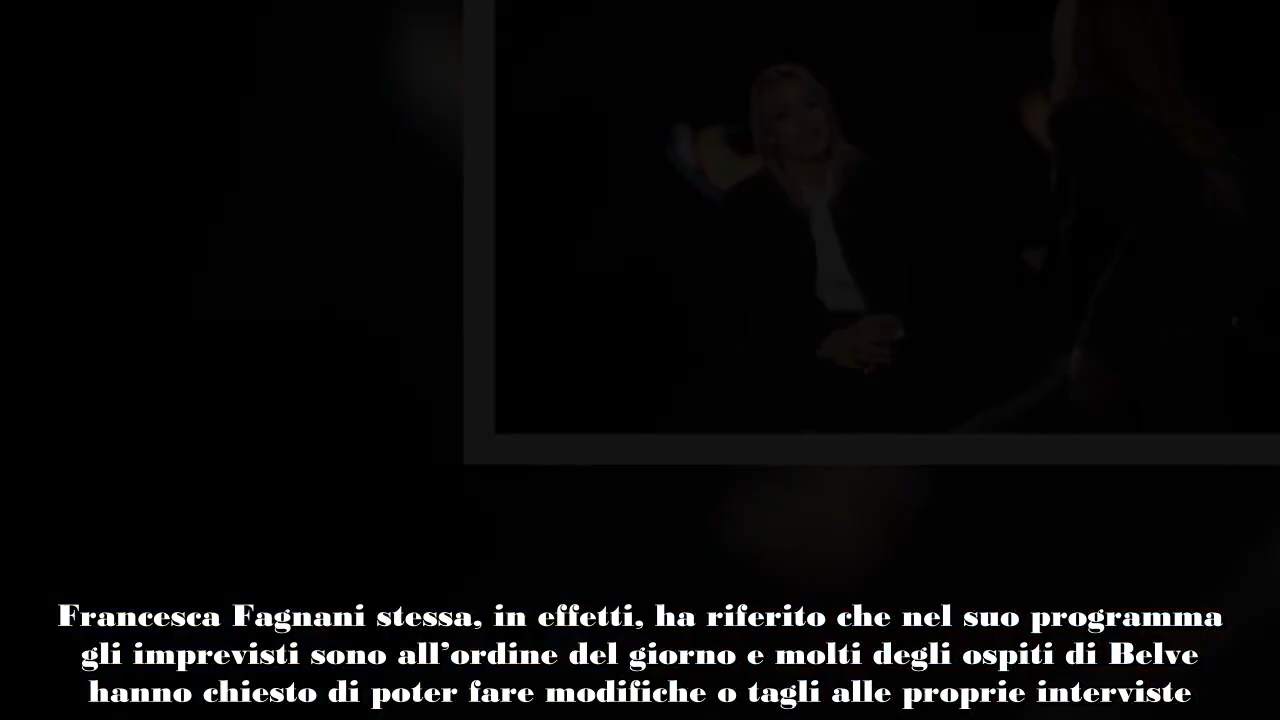 Francesca Fagnani stessa, in effetti, ha riferito che nel suo programma
gli imprevisti sono all’ordine del giorno e molti degli ospiti di Belve
hanno chiesto di poter fare modifiche o tagli alle proprie interviste